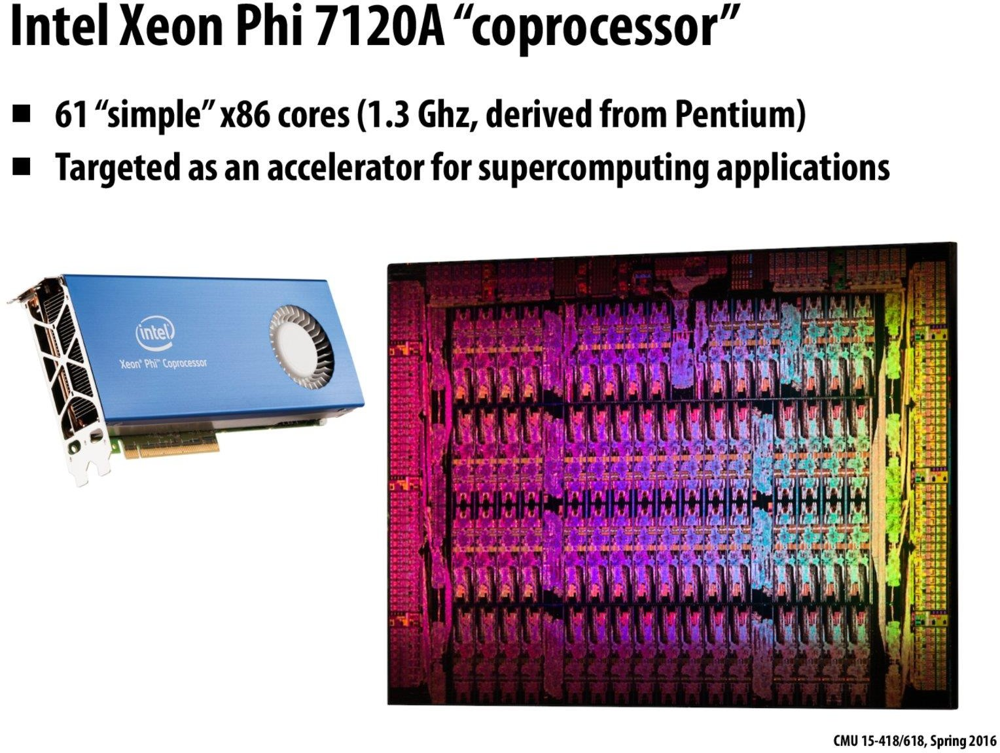 Intel Xeon Phi 7120A “coprocessor”
■ 61 “simple” x86 cores (1.3 Ghz, derived from Pentium)
■ Targeted as an accelerator for supercomputing applications
intel
Xeon® Phi™ Coprocessor
CMU 15-418/618, Spring 2016